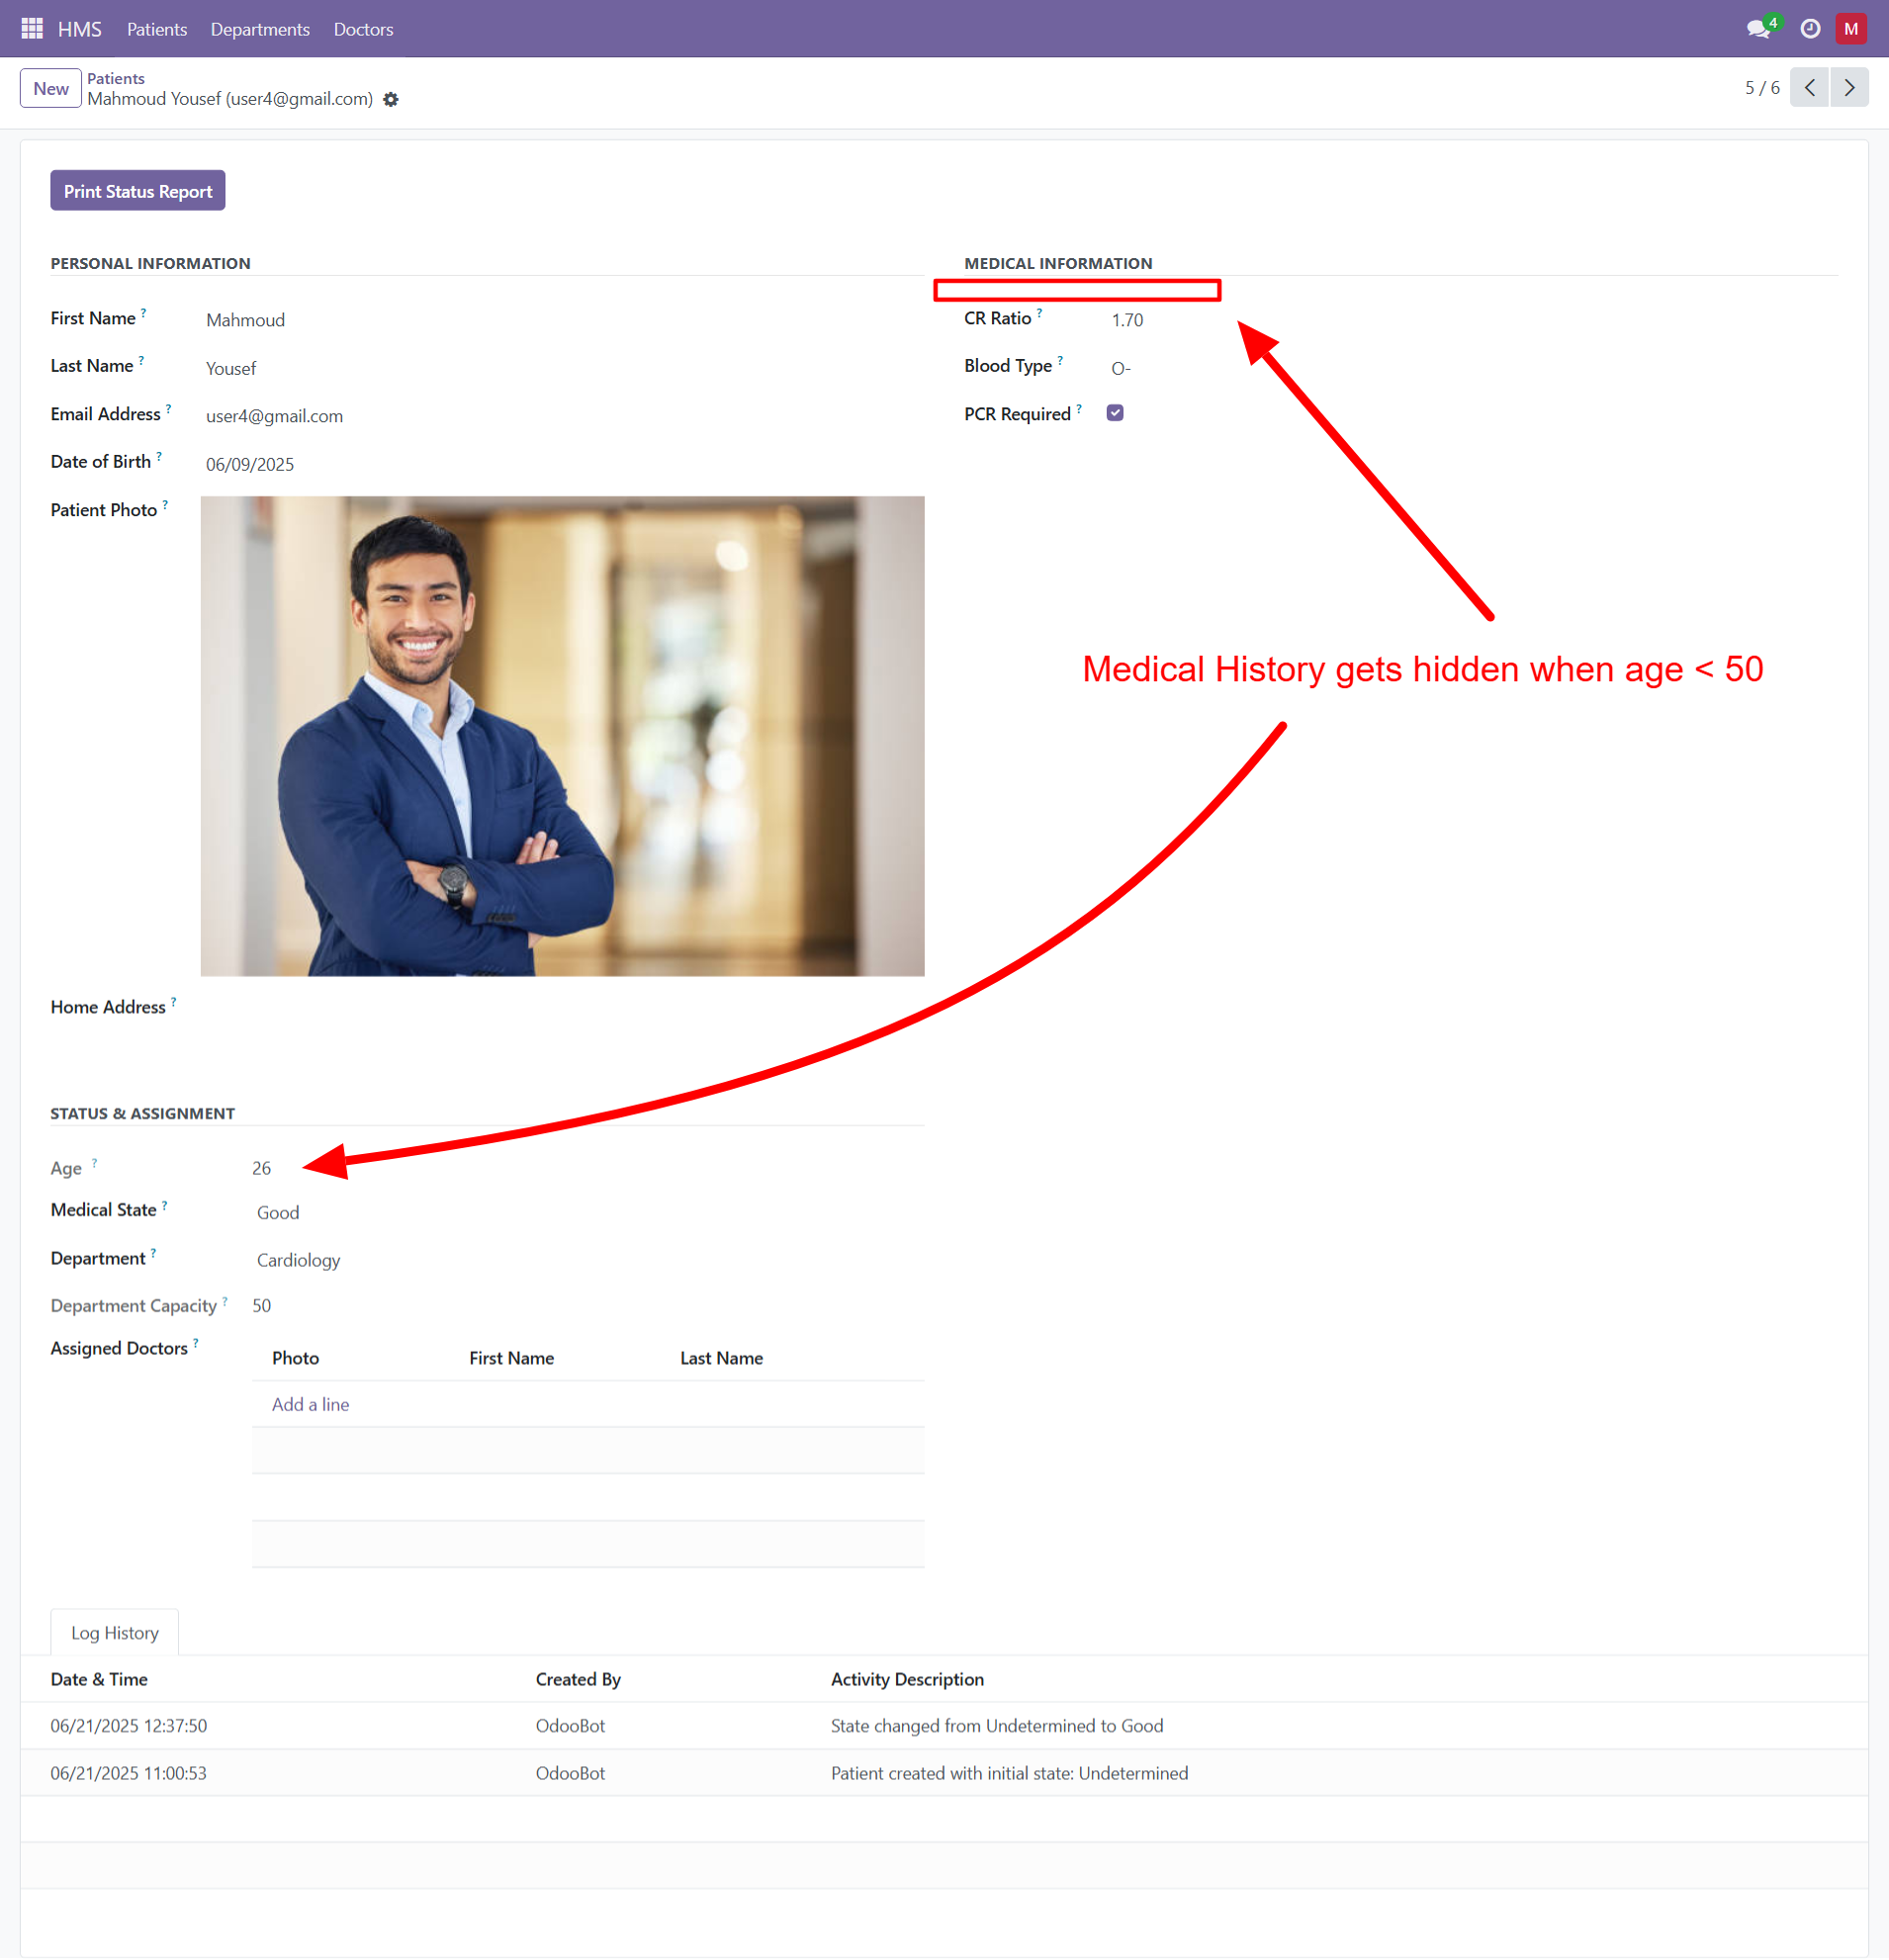 HMS Patients Departments Doctors 4 M
New Patients
Mahmoud Yousef (user4@gmail.com) 5 / 6
Print Status Report
PERSONAL INFORMATION
First Name ? Mahmoud
Last Name ? Yousef
Email Address ? user4@gmail.com
Date of Birth ? 06/09/2025
Patient Photo ?
Home Address ?
MEDICAL INFORMATION
CR Ratio ? 1.70
Blood Type ? O-
PCR Required ?
Medical History gets hidden when age < 50
STATUS & ASSIGNMENT
Age ? 26
Medical State ? Good
Department ? Cardiology
Department Capacity ? 50
Assigned Doctors ? Photo First Name Last Name
Add a line
Log History
Date & Time Created By Activity Description
06/21/2025 12:37:50 OdooBot State changed from Undetermined to Good
06/21/2025 11:00:53 OdooBot Patient created with initial state: Undetermined